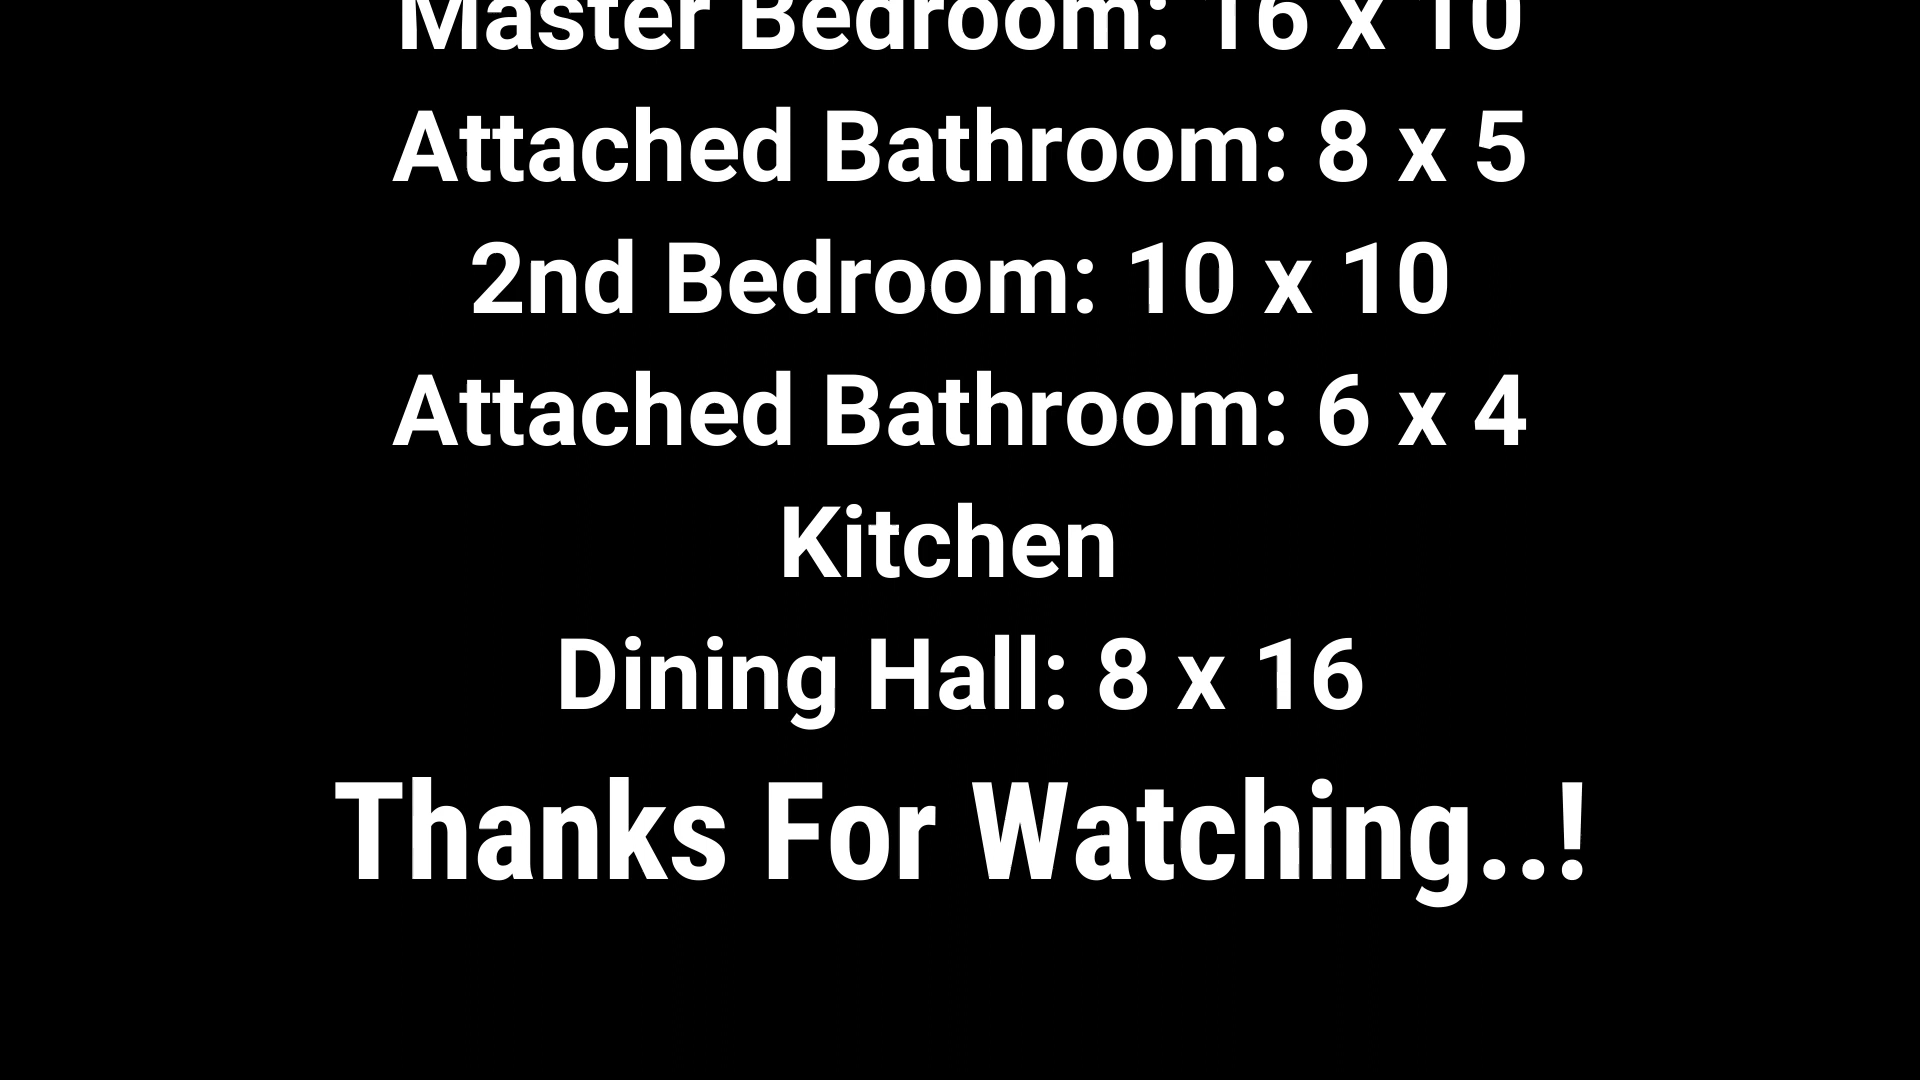 Master Bedroom: 16 x 10
Attached Bathroom: 8 x 5
2nd Bedroom: 10 x 10
Attached Bathroom: 6 x 4
Kitchen
Dining Hall: 8 x 16
Thanks For Watching..!